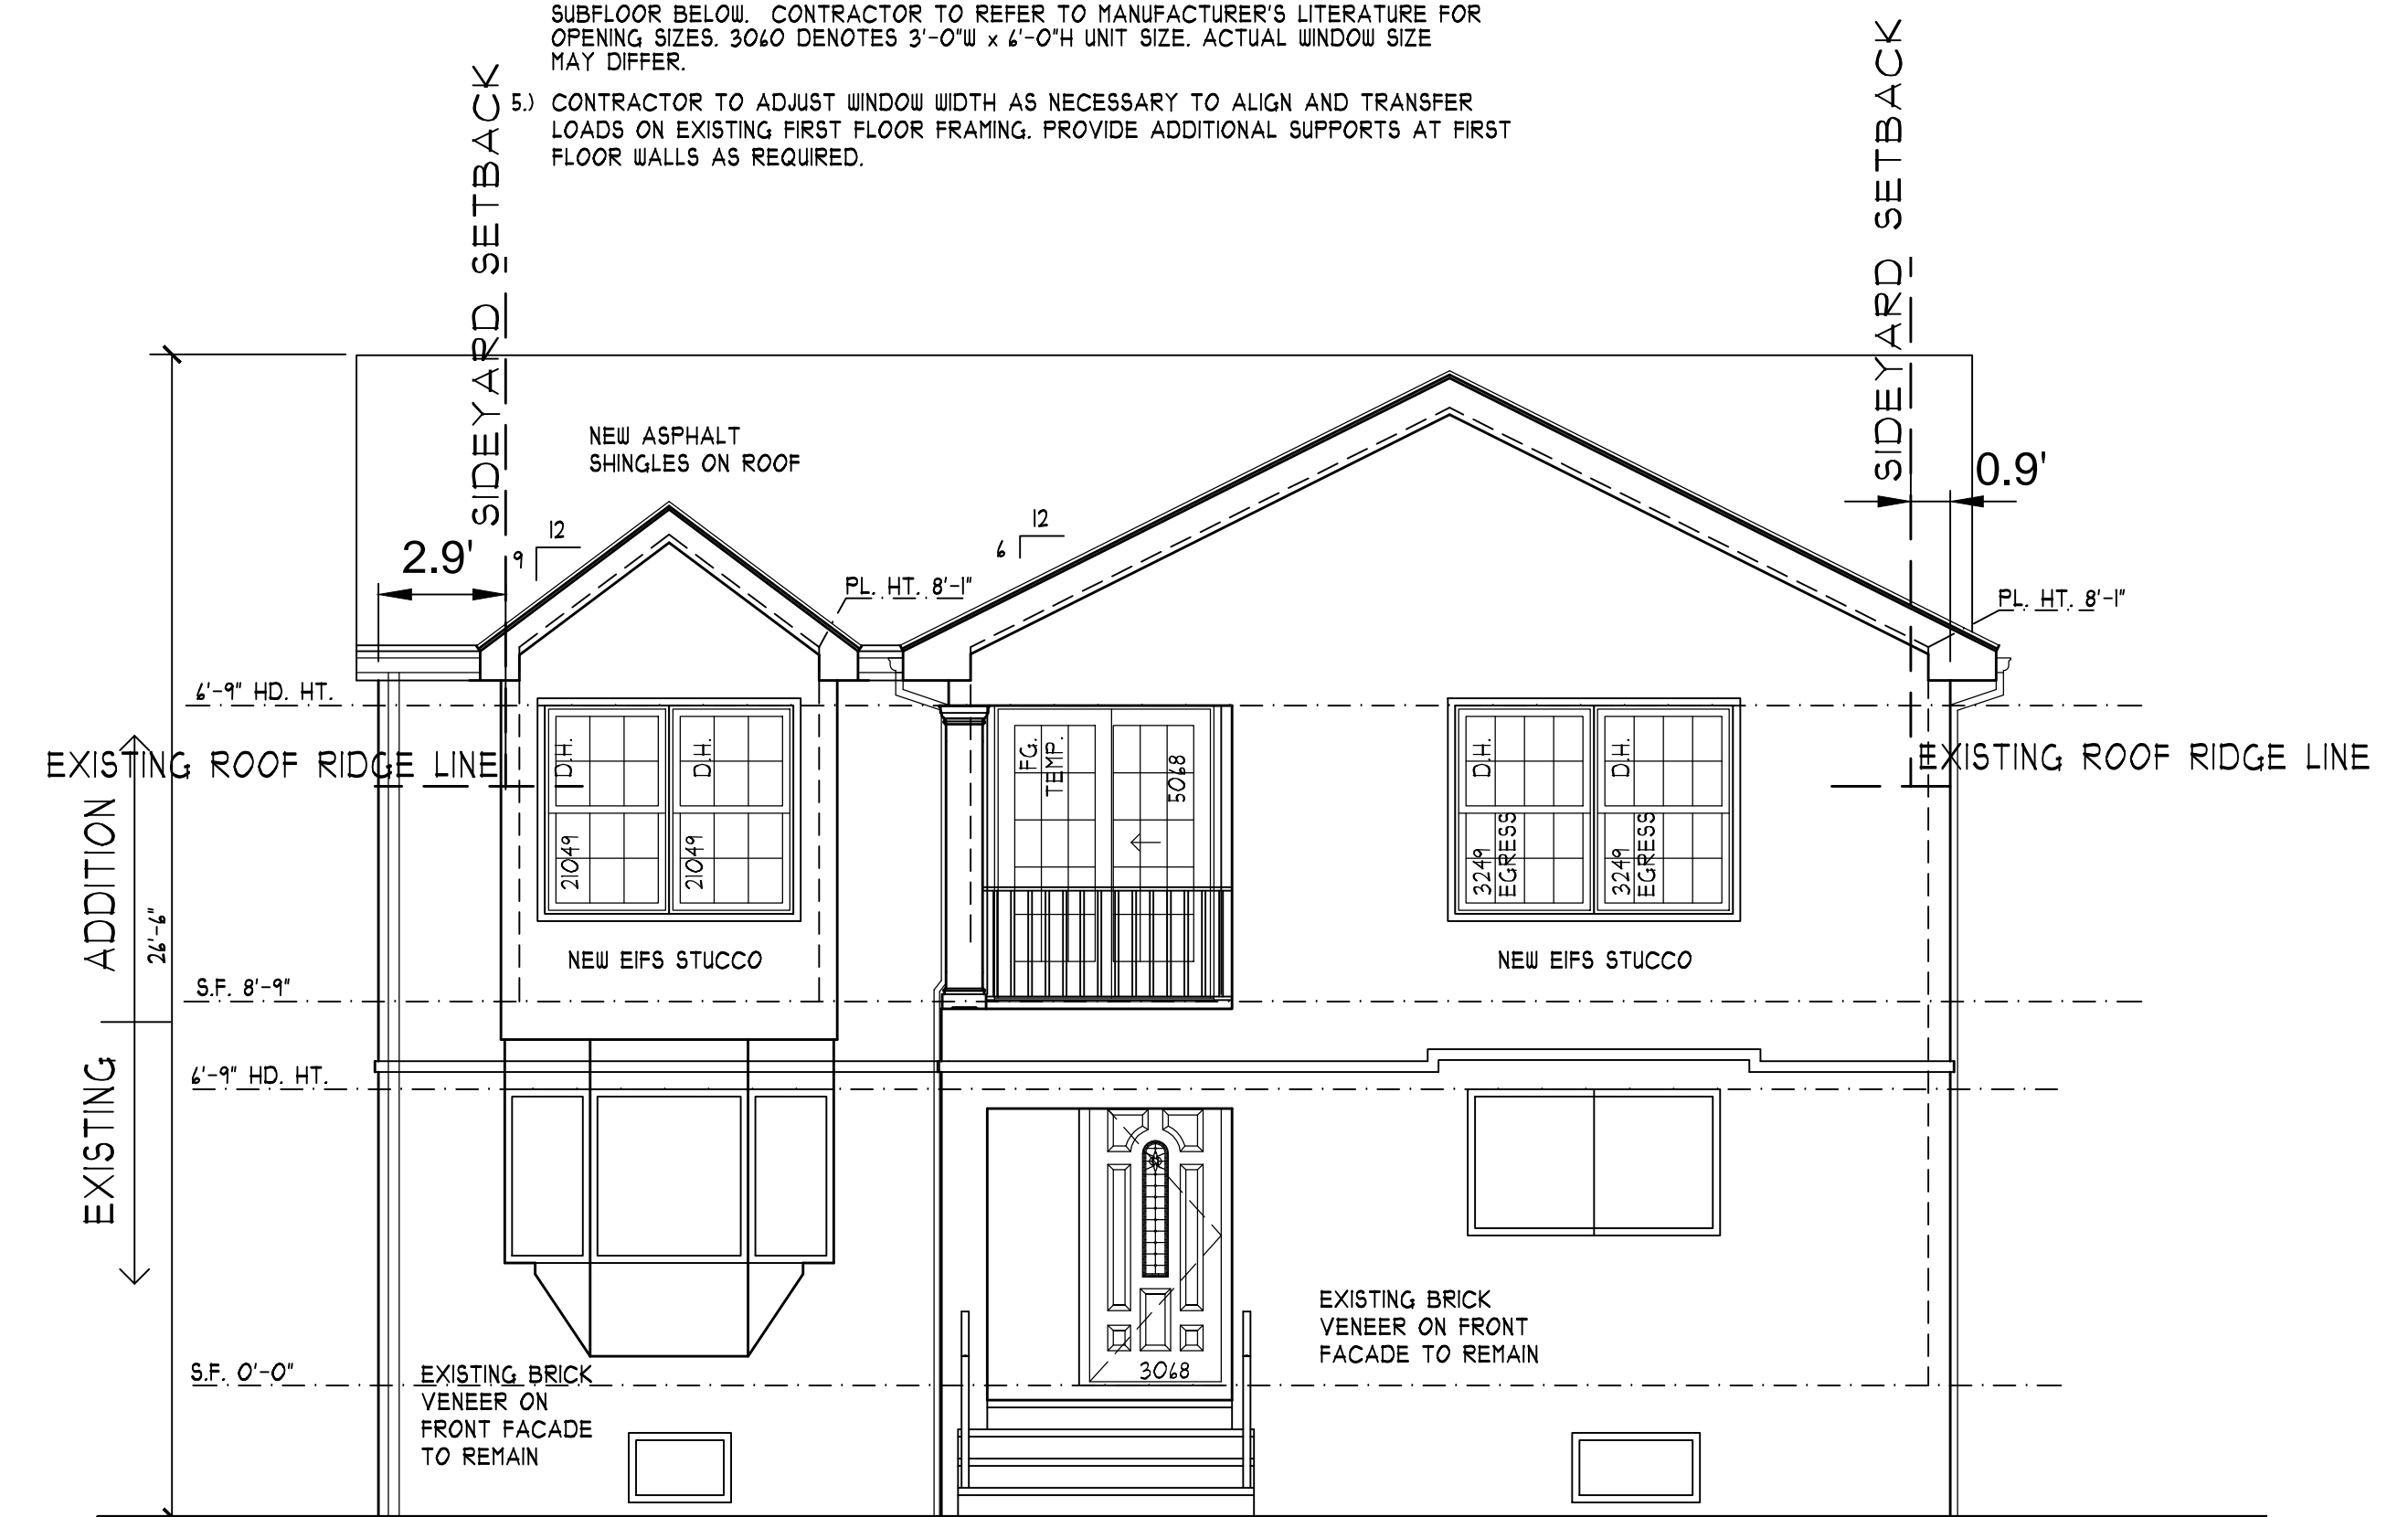 SUBFLOOR BELOW. CONTRACTOR TO REFER TO MANUFACTURER'S LITERATURE FOR
OPENING SIZES. 3060 DENOTES 3'-0"W x 6'-0"H UNIT SIZE. ACTUAL WINDOW SIZE
MAY DIFFER.
5.) CONTRACTOR TO ADJUST WINDOW WIDTH AS NECESSARY TO ALIGN AND TRANSFER
LOADS ON EXISTING FIRST FLOOR FRAMING. PROVIDE ADDITIONAL SUPPORTS AT FIRST
FLOOR WALLS AS REQUIRED.
SIDEYARD SETBACK
SIDEYARD SETBACK
NEW ASPHALT
SHINGLES ON ROOF
0.9'
12
9
12
6
2.9'
PL. HT. 8'-1"
PL. HT. 8'-1"
6'-9" HD. HT.
EXISTING ROOF RIDGE LINE
EXISTING ROOF RIDGE LINE
D.H.
D.H.
FG.
TEMP.
5068
D.H.
D.H.
21049
21049
3249
EGRESS
3249
EGRESS
ADDITION
26'-6"
NEW EIFS STUCCO
NEW EIFS STUCCO
S.F. 8'-9"
EXISTING
6'-9" HD. HT.
EXISTING BRICK
VENEER ON FRONT
FACADE TO REMAIN
S.F. 0'-0"
3068
EXISTING BRICK
VENEER ON
FRONT FACADE
TO REMAIN